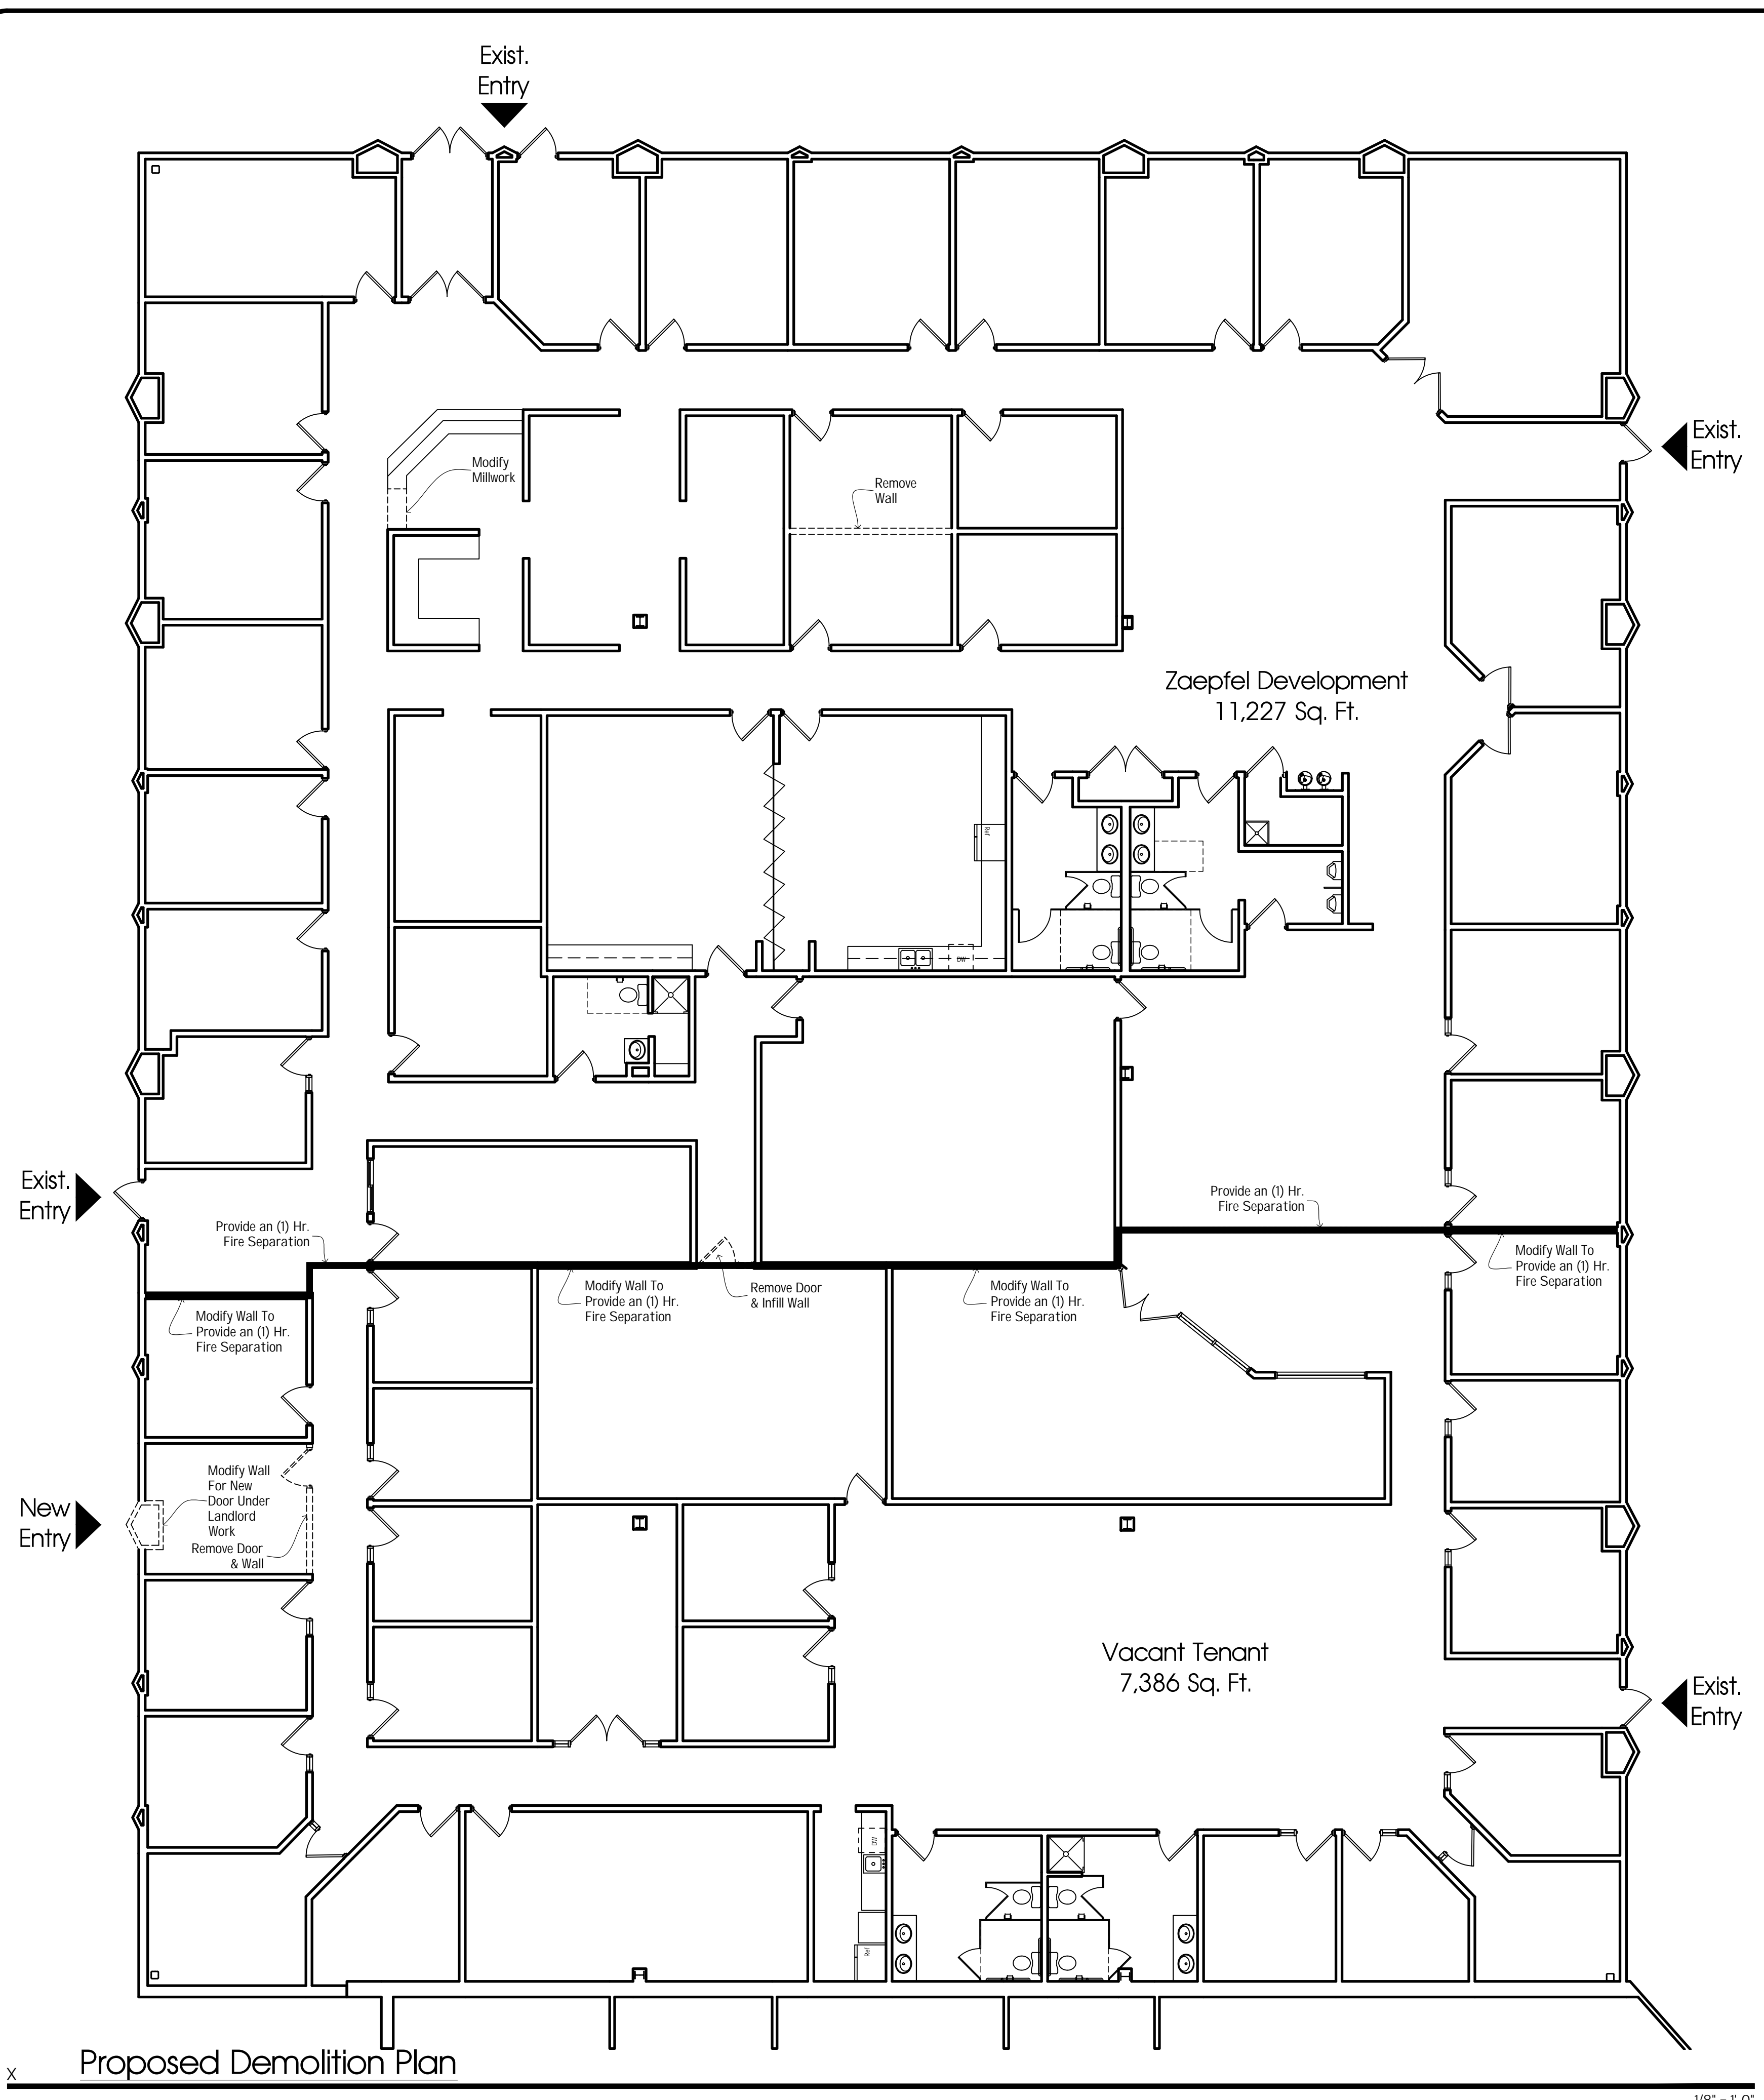 Exist.
Entry
Exist.
Entry
Modify
Millwork
Remove
Wall
Zaepfel Development
11,227 Sq. Ft.
Ref
DW
Exist.
Entry
Provide an (1) Hr.
Fire Separation
Provide an (1) Hr.
Fire Separation
Modify Wall To
Provide an (1) Hr.
Fire Separation
Modify Wall To
Provide an (1) Hr.
Fire Separation
Remove Door
& Infill Wall
Modify Wall To
Provide an (1) Hr.
Fire Separation
Modify Wall To
Provide an (1) Hr.
Fire Separation
New
Entry
Modify Wall
For New
Door Under
Landlord
Work
Remove Door
& Wall
Vacant Tenant
7,386 Sq. Ft.
Exist.
Entry
DW
Ref
Proposed Demolition Plan
X
1/8" = 1'-0"